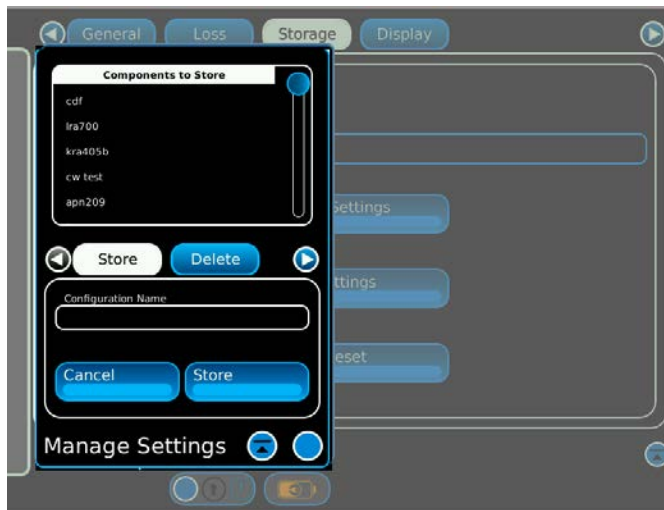 General Loss Storage Display
Components to Store
cdf
lra700
kra405b
cw test
apn209
Store Delete
Configuration Name
Cancel Store
Manage Settings
Settings
ttings
eset